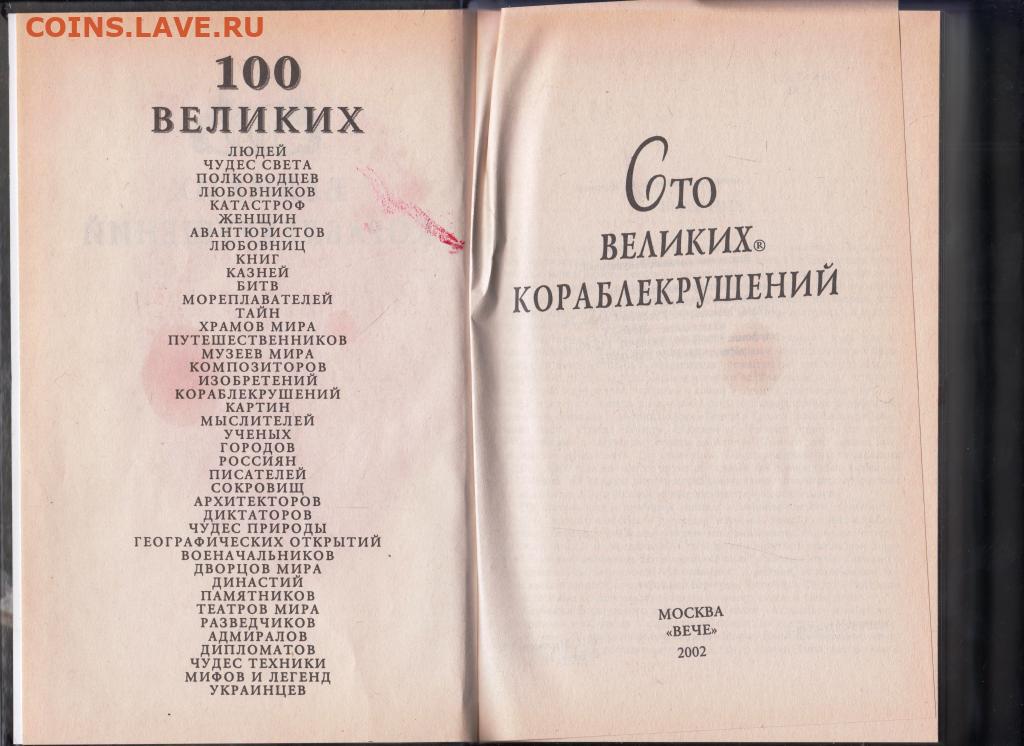 COINS.LAVE.RU
100
ВЕЛИКИХ
ЛЮДЕЙ
ЧУДЕС СВЕТА
ПОЛКОВОДЦЕВ
ЛЮБОВНИКОВ
КАТАСТРОФ
ЖЕНЩИН
АВАНТЮРИСТОВ
ЛЮБОВНИЦ
КНИГ
КАЗНЕЙ
БИТВ
МОРЕПЛАВАТЕЛЕЙ
ТАЙН
ХРАМОВ МИРА
ПУТЕШЕСТВЕННИКОВ
МУЗЕЕВ МИРА
КОМПОЗИТОРОВ
ИЗОБРЕТЕНИЙ
КОРАБЛЕКРУШЕНИЙ
КАРТИН
МЫСЛИТЕЛЕЙ
УЧЕНЫХ
ГОРОДОВ
РОССИЯН
ПИСАТЕЛЕЙ
СОКРОВИЩ
АРХИТЕКТОРОВ
ДИКТАТОРОВ
ЧУДЕС ПРИРОДЫ
ГЕОГРАФИЧЕСКИХ ОТКРЫТИЙ
ВОЕНАЧАЛЬНИКОВ
ДВОРЦОВ МИРА
ДИНАСТИЙ
ПАМЯТНИКОВ
ТЕАТРОВ МИРА
РАЗВЕДЧИКОВ
АДМИРАЛОВ
ДИПЛОМАТОВ
ЧУДЕС ТЕХНИКИ
МИФОВ И ЛЕГЕНД
УКРАИНЦЕВ
Сто
ВЕЛИКИХ®
КОРАБЛЕКРУШЕНИЙ
МОСКВА
«ВЕЧЕ»
2002